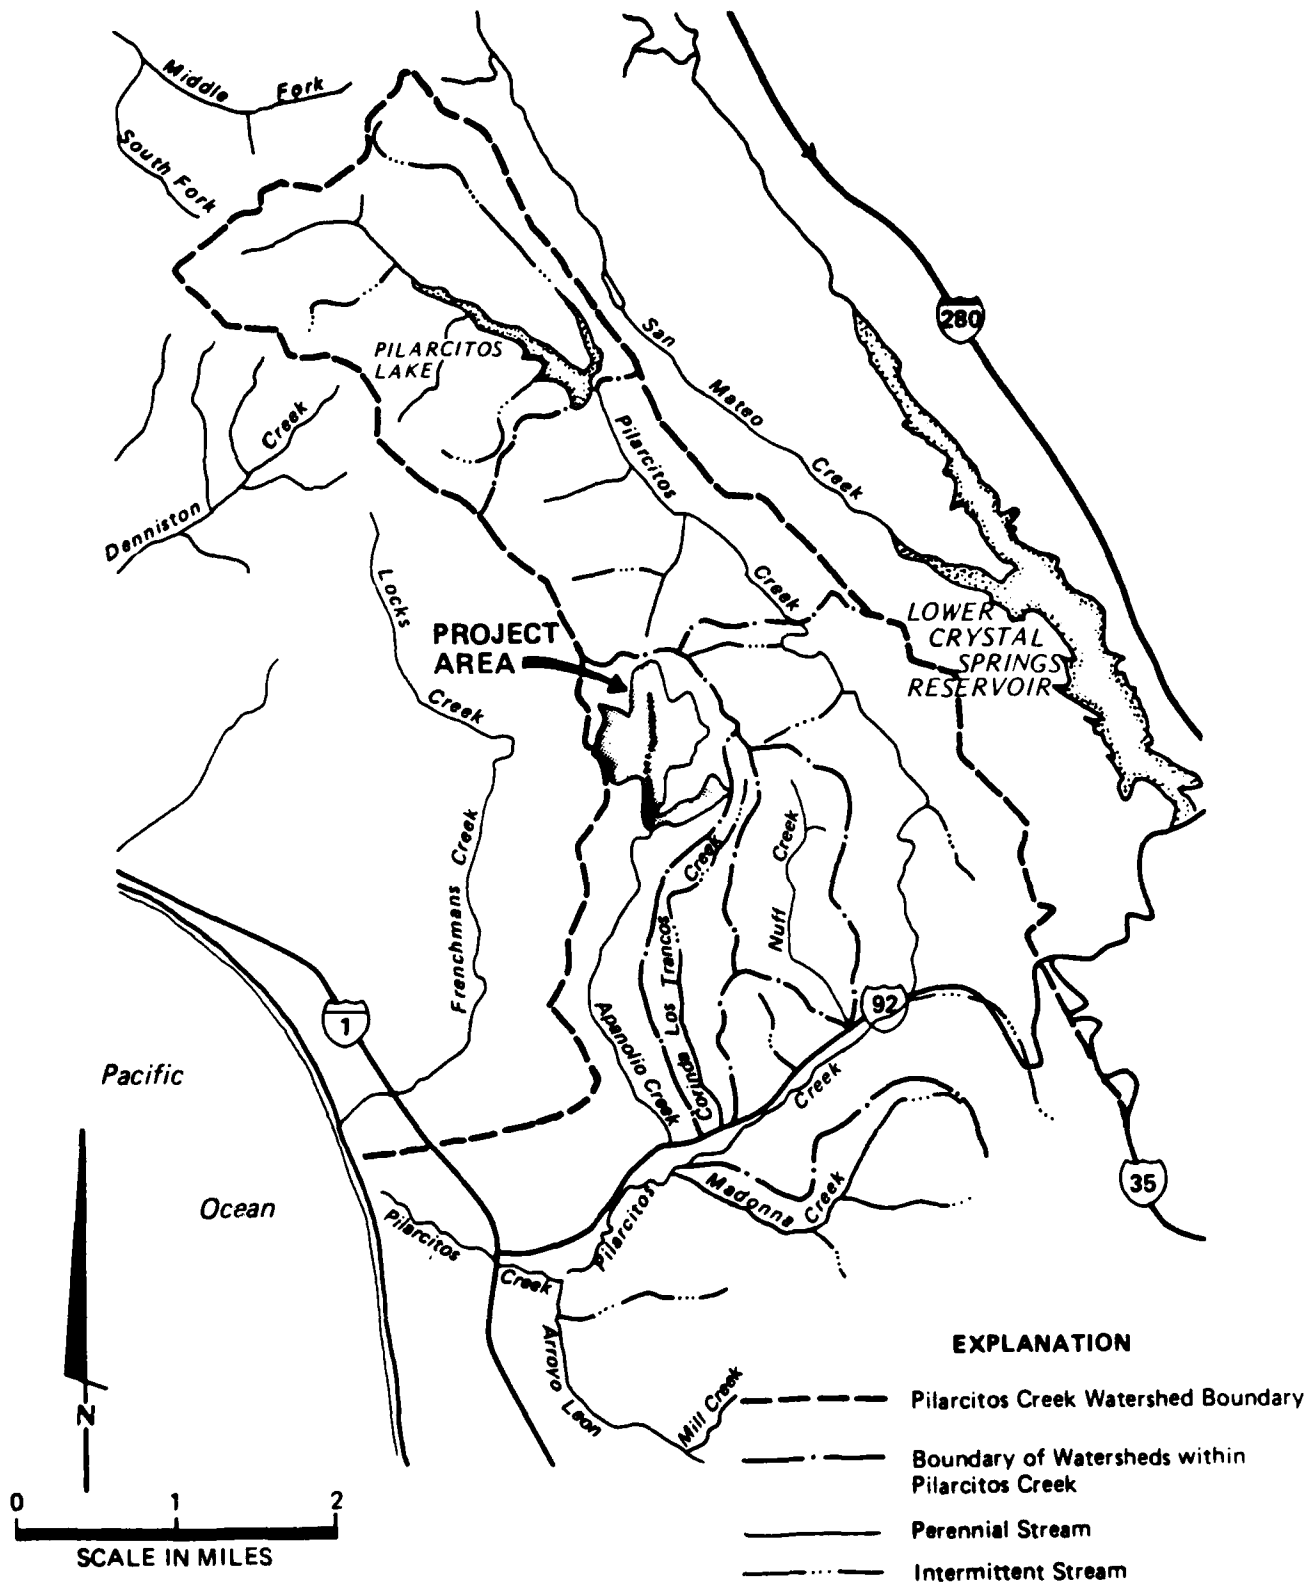 Middle Fork
South Fork
280
San Mateo Creek
PILARCITOS
LAKE
Creek
Denniston
Pilarcitos
Creek
Locks
Creek
LOWER
CRYSTAL
SPRINGS
RESERVOIR
PROJECT
AREA
Frenchmans Creek
Creek
Nuff
Creek
Los Trancos
Corinda
Apanolio Creek
92
1
Creek
Pacific
Ocean
Madonna
Creek
35
Pilarcitos
Pilarcitos
Creek
Arroyo
Leon
Mill Creek
EXPLANATION
Pilarcitos Creek Watershed Boundary
Boundary of Watersheds within
Pilarcitos Creek
Perennial Stream
Intermittent Stream
N
0 1 2
SCALE IN MILES